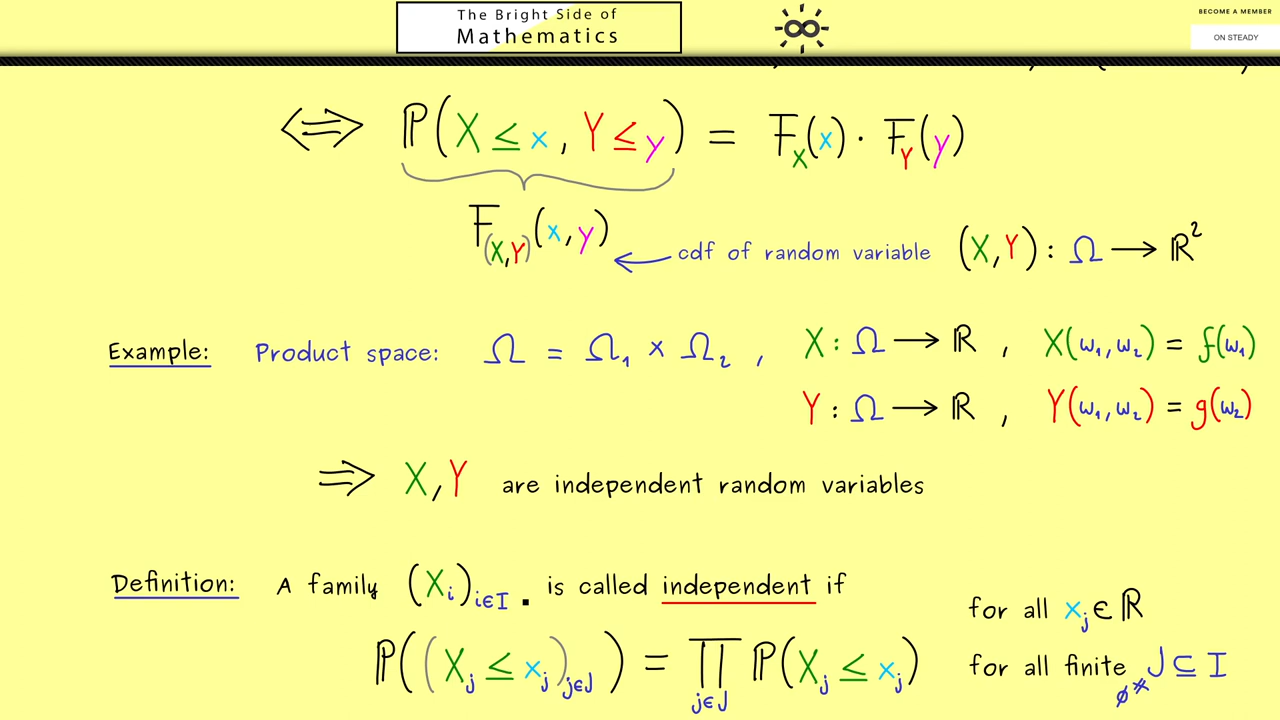 The Bright Side of
Mathematics
BECOME A MEMBER
ON STEADY
⟺ ℙ(X ≤ x, Y ≤ y) = F_X(x) · F_Y(y)
F_(X,Y)(x,y)
← cdf of random variable (X,Y): Ω → ℝ²
Example: Product space: Ω = Ω₁ × Ω₂ , X: Ω → ℝ , X(ω₁,ω₂) = f(ω₁)
Y: Ω → ℝ , Y(ω₁,ω₂) = g(ω₂)
⟹ X,Y are independent random variables
Definition: A family (X_i)_{i∈I} is called independent if
for all x_j ∈ ℝ
ℙ((X_j ≤ x_j)_{j∈J}) = ∏_{j∈J} ℙ(X_j ≤ x_j)
for all finite J ⊆ I
∅ ≠